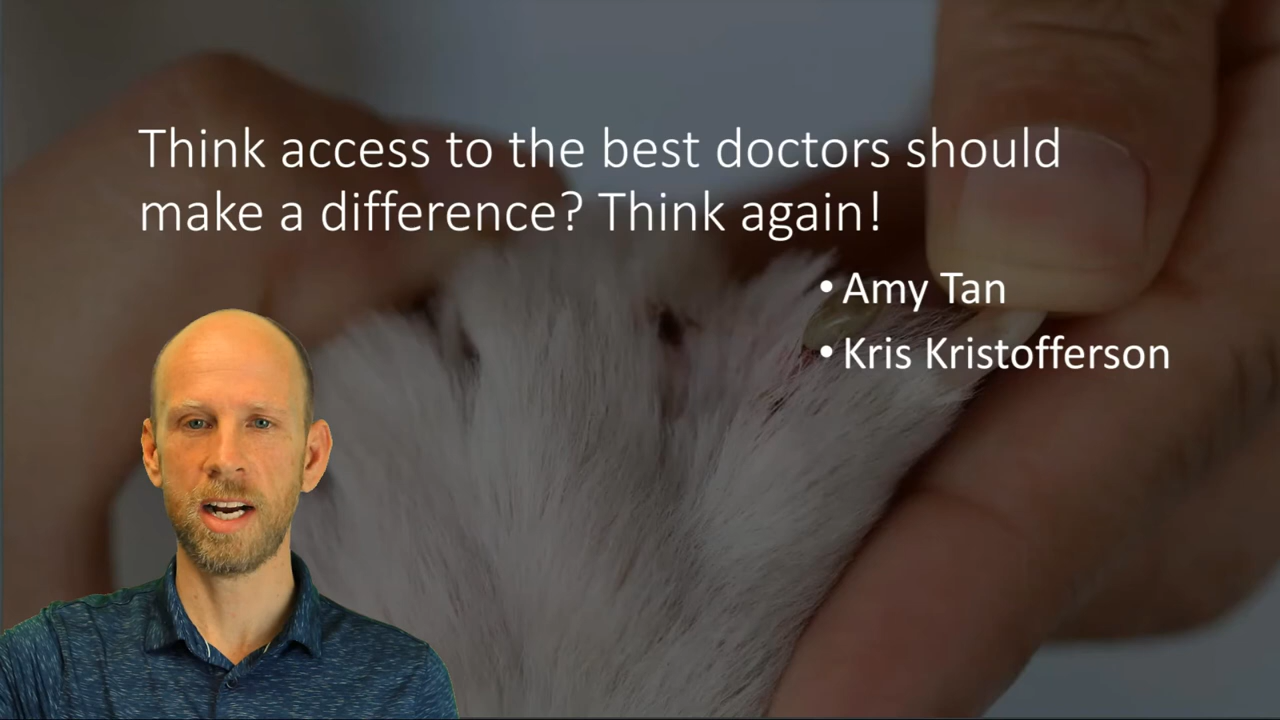 Think access to the best doctors should
make a difference? Think again!
• Amy Tan
• Kris Kristofferson